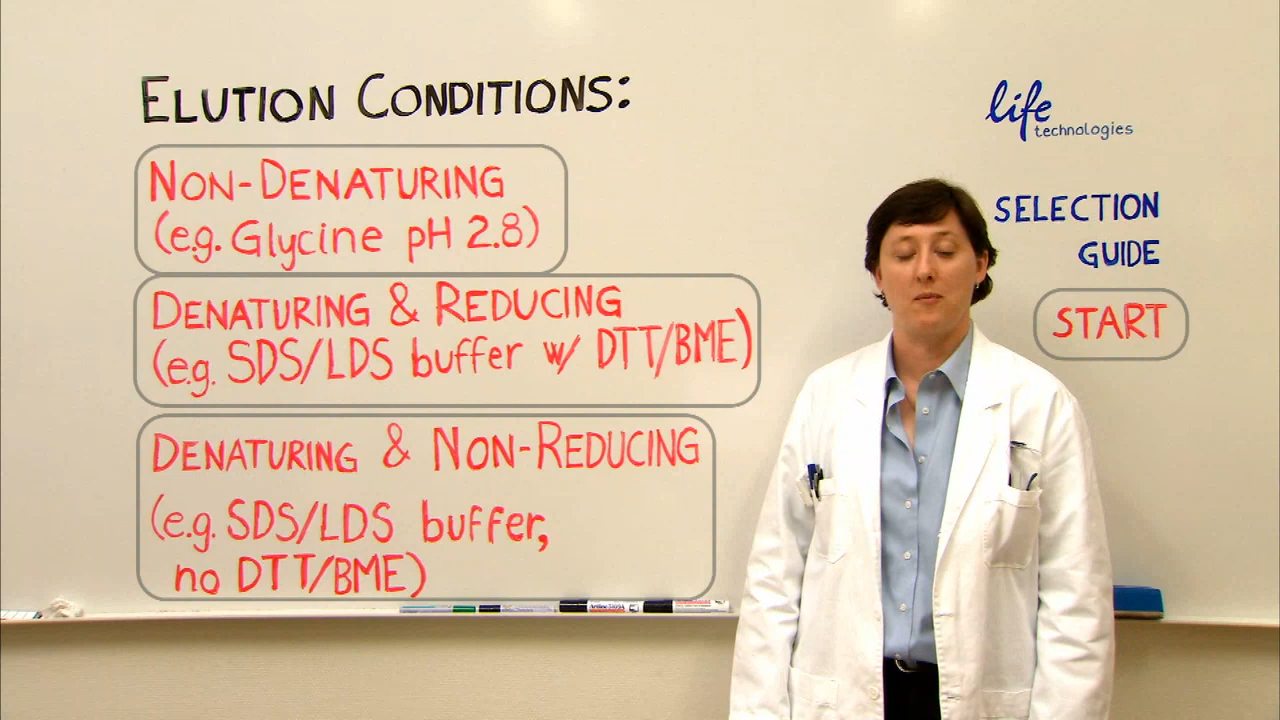 ELUTION CONDITIONS:
NON-DENATURING
(e.g. Glycine pH 2.8)
DENATURING & REDUCING
(e.g. SDS/LDS buffer w/ DTT/BME)
DENATURING & NON-REDUCING
(e.g. SDS/LDS buffer,
no DTT/BME)
life
technologies
SELECTION
GUIDE
START